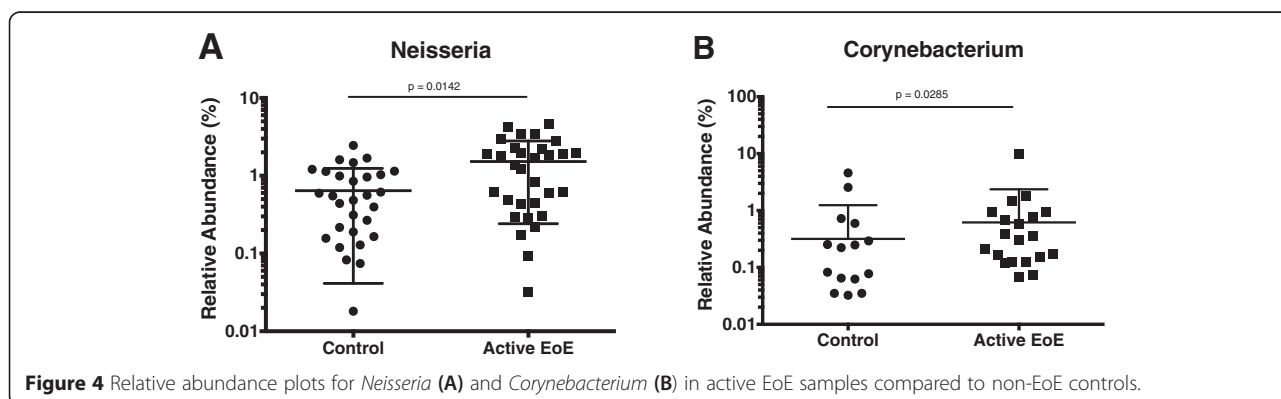 A
Neisseria
p = 0.0142
Relative Abundance (%)
10
1
0.1
0.01
Control
Active EoE
B
Corynebacterium
p = 0.0285
Relative Abundance (%)
100
10
1
0.1
0.01
Control
Active EoE
Figure 4 Relative abundance plots for Neisseria (A) and Corynebacterium (B) in active EoE samples compared to non-EoE controls.